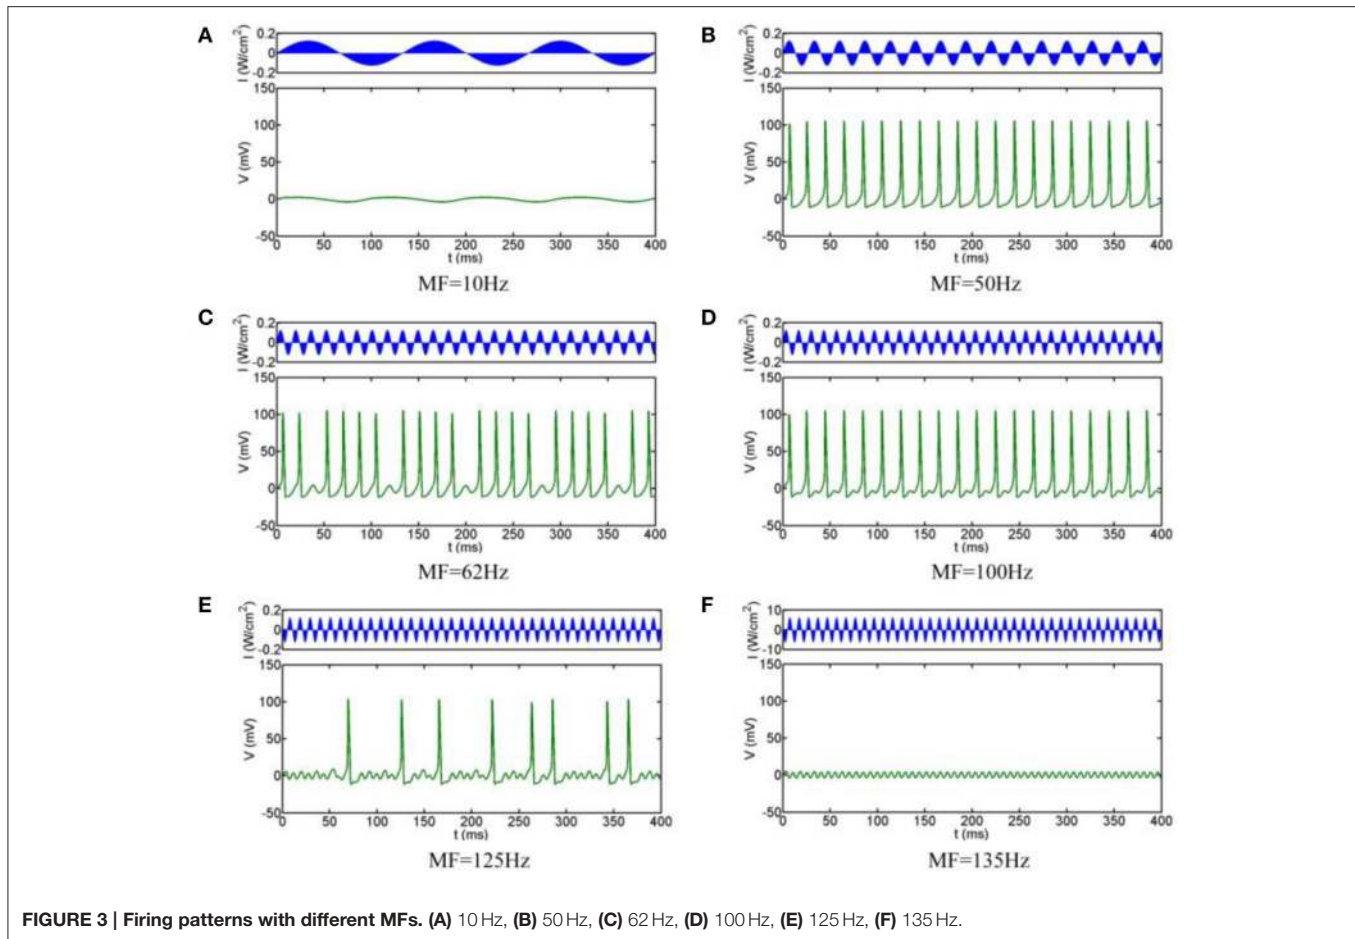 A
I (W/cm²)
0.2
0
-0.2
V (mV)
150
100
50
0
-50
0 50 100 150 200 250 300 350 400
t (ms)
MF=10Hz
B
I (W/cm²)
0.2
0
-0.2
V (mV)
150
100
50
0
-50
0 50 100 150 200 250 300 350 400
t (ms)
MF=50Hz
C
I (W/cm²)
0.2
0
-0.2
V (mV)
150
100
50
0
-50
0 50 100 150 200 250 300 350 400
t (ms)
MF=62Hz
D
I (W/cm²)
0.2
0
-0.2
V (mV)
150
100
50
0
-50
0 50 100 150 200 250 300 350 400
t (ms)
MF=100Hz
E
I (W/cm²)
0.2
0
-0.2
V (mV)
150
100
50
0
-50
0 50 100 150 200 250 300 350 400
t (ms)
MF=125Hz
F
I (W/cm²)
10
0
-10
V (mV)
150
100
50
0
-50
0 50 100 150 200 250 300 350 400
t (ms)
MF=135Hz
FIGURE 3 | Firing patterns with different MFs. (A) 10 Hz, (B) 50 Hz, (C) 62 Hz, (D) 100 Hz, (E) 125 Hz, (F) 135 Hz.